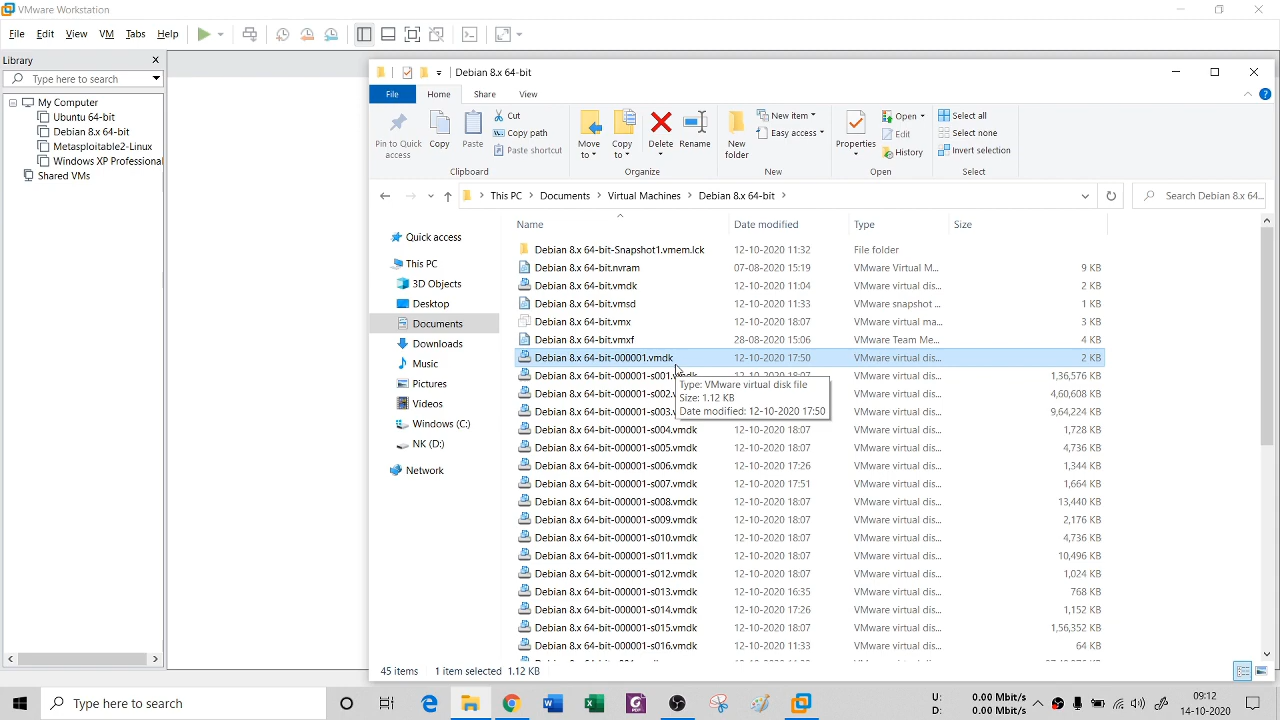 VMware Workstation
File Edit View VM Tabs Help
Library
Type here to search
My Computer
Ubuntu 64-bit
Debian 8.x 64-bit
Metasploitable2-Linux
Windows XP Professional
Shared VMs
Debian 8.x 64-bit
File Home Share View
Pin to Quick access
Copy
Paste
Cut
Copy path
Paste shortcut
Clipboard
Move to
Copy to
Delete
Rename
Organize
New folder
New item
Easy access
New
Properties
Open
Edit
History
Open
Select all
Select none
Invert selection
Select
This PC > Documents > Virtual Machines > Debian 8.x 64-bit >
Search Debian 8.x 64...
Quick access
This PC
3D Objects
Desktop
Documents
Downloads
Music
Pictures
Videos
Windows (C:)
NK (D:)
Network
Name Date modified Type Size
Debian 8.x 64-bit-Snapshot1.vmem.lck 12-10-2020 11:32 File folder
Debian 8.x 64-bit.nvram 07-08-2020 15:19 VMware Virtual M... 9 KB
Debian 8.x 64-bit.vmdk 12-10-2020 11:04 VMware virtual dis... 2 KB
Debian 8.x 64-bit.vmsd 12-10-2020 11:33 VMware snapshot ... 1 KB
Debian 8.x 64-bit.vmx 12-10-2020 18:07 VMware virtual ma... 3 KB
Debian 8.x 64-bit.vmxf 28-08-2020 15:06 VMware Team Me... 4 KB
Debian 8.x 64-bit-000001.vmdk 12-10-2020 17:50 VMware virtual dis... 2 KB
Debian 8.x 64-bit-000001-s001.vmdk 12-10-2020 18:07 VMware virtual dis... 1,36,576 KB
Debian 8.x 64-bit-000001-s002.v VMware virtual dis... 4,60,608 KB
Debian 8.x 64-bit-000001-s003.v VMware virtual dis... 9,64,224 KB
Type: VMware virtual disk file
Size: 1.12 KB
Date modified: 12-10-2020 17:50
Debian 8.x 64-bit-000001-s004.vmdk 12-10-2020 18:07 VMware virtual dis... 1,728 KB
Debian 8.x 64-bit-000001-s005.vmdk 12-10-2020 18:07 VMware virtual dis... 4,736 KB
Debian 8.x 64-bit-000001-s006.vmdk 12-10-2020 17:26 VMware virtual dis... 1,344 KB
Debian 8.x 64-bit-000001-s007.vmdk 12-10-2020 17:51 VMware virtual dis... 1,664 KB
Debian 8.x 64-bit-000001-s008.vmdk 12-10-2020 18:07 VMware virtual dis... 13,440 KB
Debian 8.x 64-bit-000001-s009.vmdk 12-10-2020 18:07 VMware virtual dis... 2,176 KB
Debian 8.x 64-bit-000001-s010.vmdk 12-10-2020 18:07 VMware virtual dis... 4,736 KB
Debian 8.x 64-bit-000001-s011.vmdk 12-10-2020 18:07 VMware virtual dis... 10,496 KB
Debian 8.x 64-bit-000001-s012.vmdk 12-10-2020 18:07 VMware virtual dis... 1,024 KB
Debian 8.x 64-bit-000001-s013.vmdk 12-10-2020 16:35 VMware virtual dis... 768 KB
Debian 8.x 64-bit-000001-s014.vmdk 12-10-2020 17:26 VMware virtual dis... 1,152 KB
Debian 8.x 64-bit-000001-s015.vmdk 12-10-2020 18:07 VMware virtual dis... 1,56,352 KB
Debian 8.x 64-bit-000001-s016.vmdk 12-10-2020 11:33 VMware virtual dis... 64 KB
45 items 1 item selected 1.12 KB
Type here to search
U: 0.00 Mbit/s
D: 0.00 Mbit/s
09:12
14-10-2020